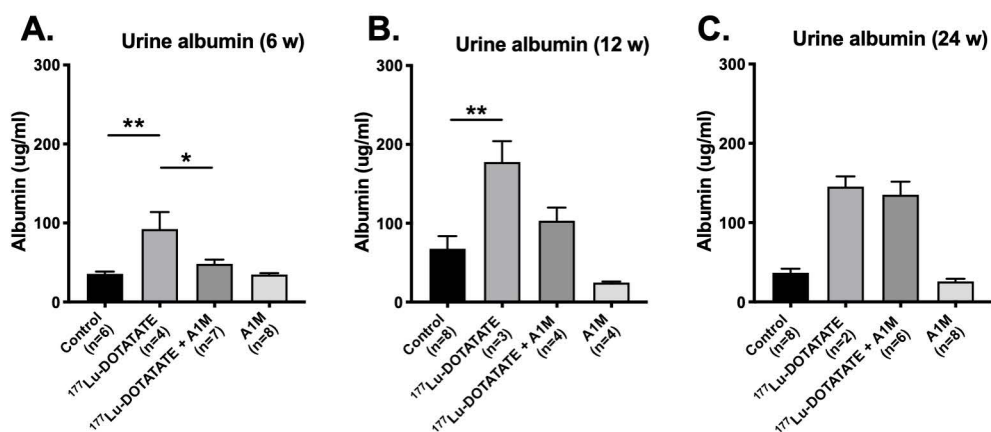 A.
Urine albumin (6 w)
Albumin (ug/ml)
300
200
100
0
**
*
Control
(n=6)
¹⁷⁷Lu-DOTATATE
(n=4)
¹⁷⁷Lu-DOTATATE + A1M
(n=7)
A1M
(n=8)
B.
Urine albumin (12 w)
Albumin (ug/ml)
300
200
100
0
**
Control
(n=8)
¹⁷⁷Lu-DOTATATE
(n=3)
¹⁷⁷Lu-DOTATATE + A1M
(n=4)
A1M
(n=4)
C.
Urine albumin (24 w)
Albumin (ug/ml)
300
200
100
0
Control
(n=8)
¹⁷⁷Lu-DOTATATE
(n=2)
¹⁷⁷Lu-DOTATATE + A1M
(n=6)
A1M
(n=8)